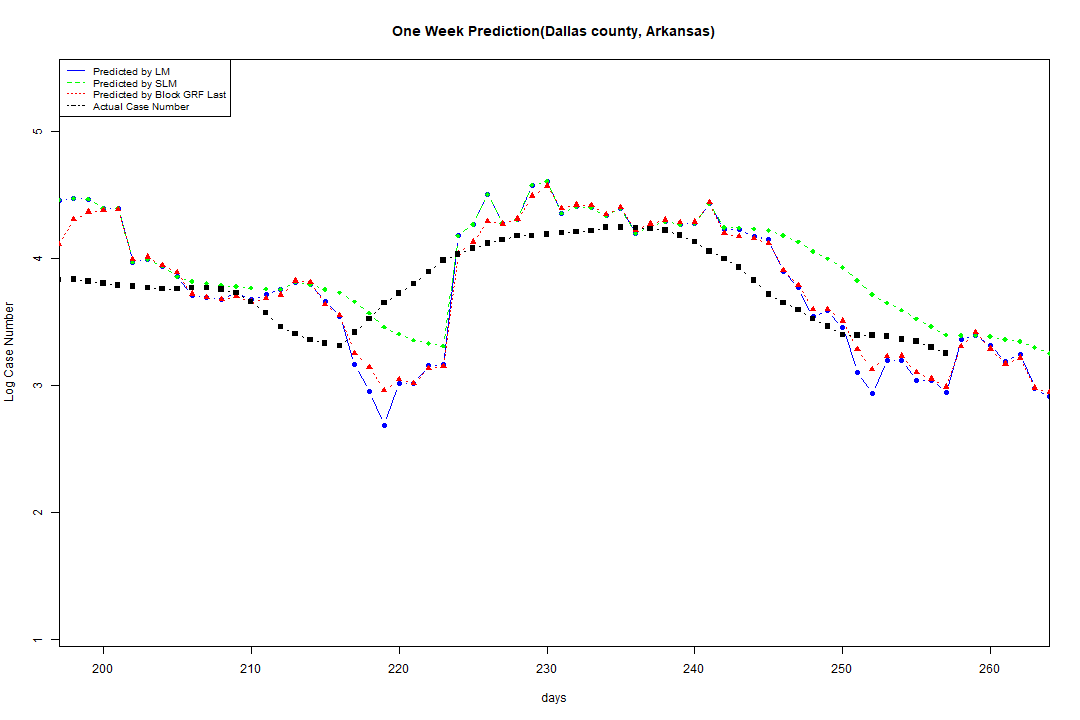 One Week Prediction(Dallas county, Arkansas)
Predicted by LM
Predicted by SLM
Predicted by Block GRF Last
Actual Case Number
5
4
3
2
1
Log Case Number
200 210 220 230 240 250 260
days